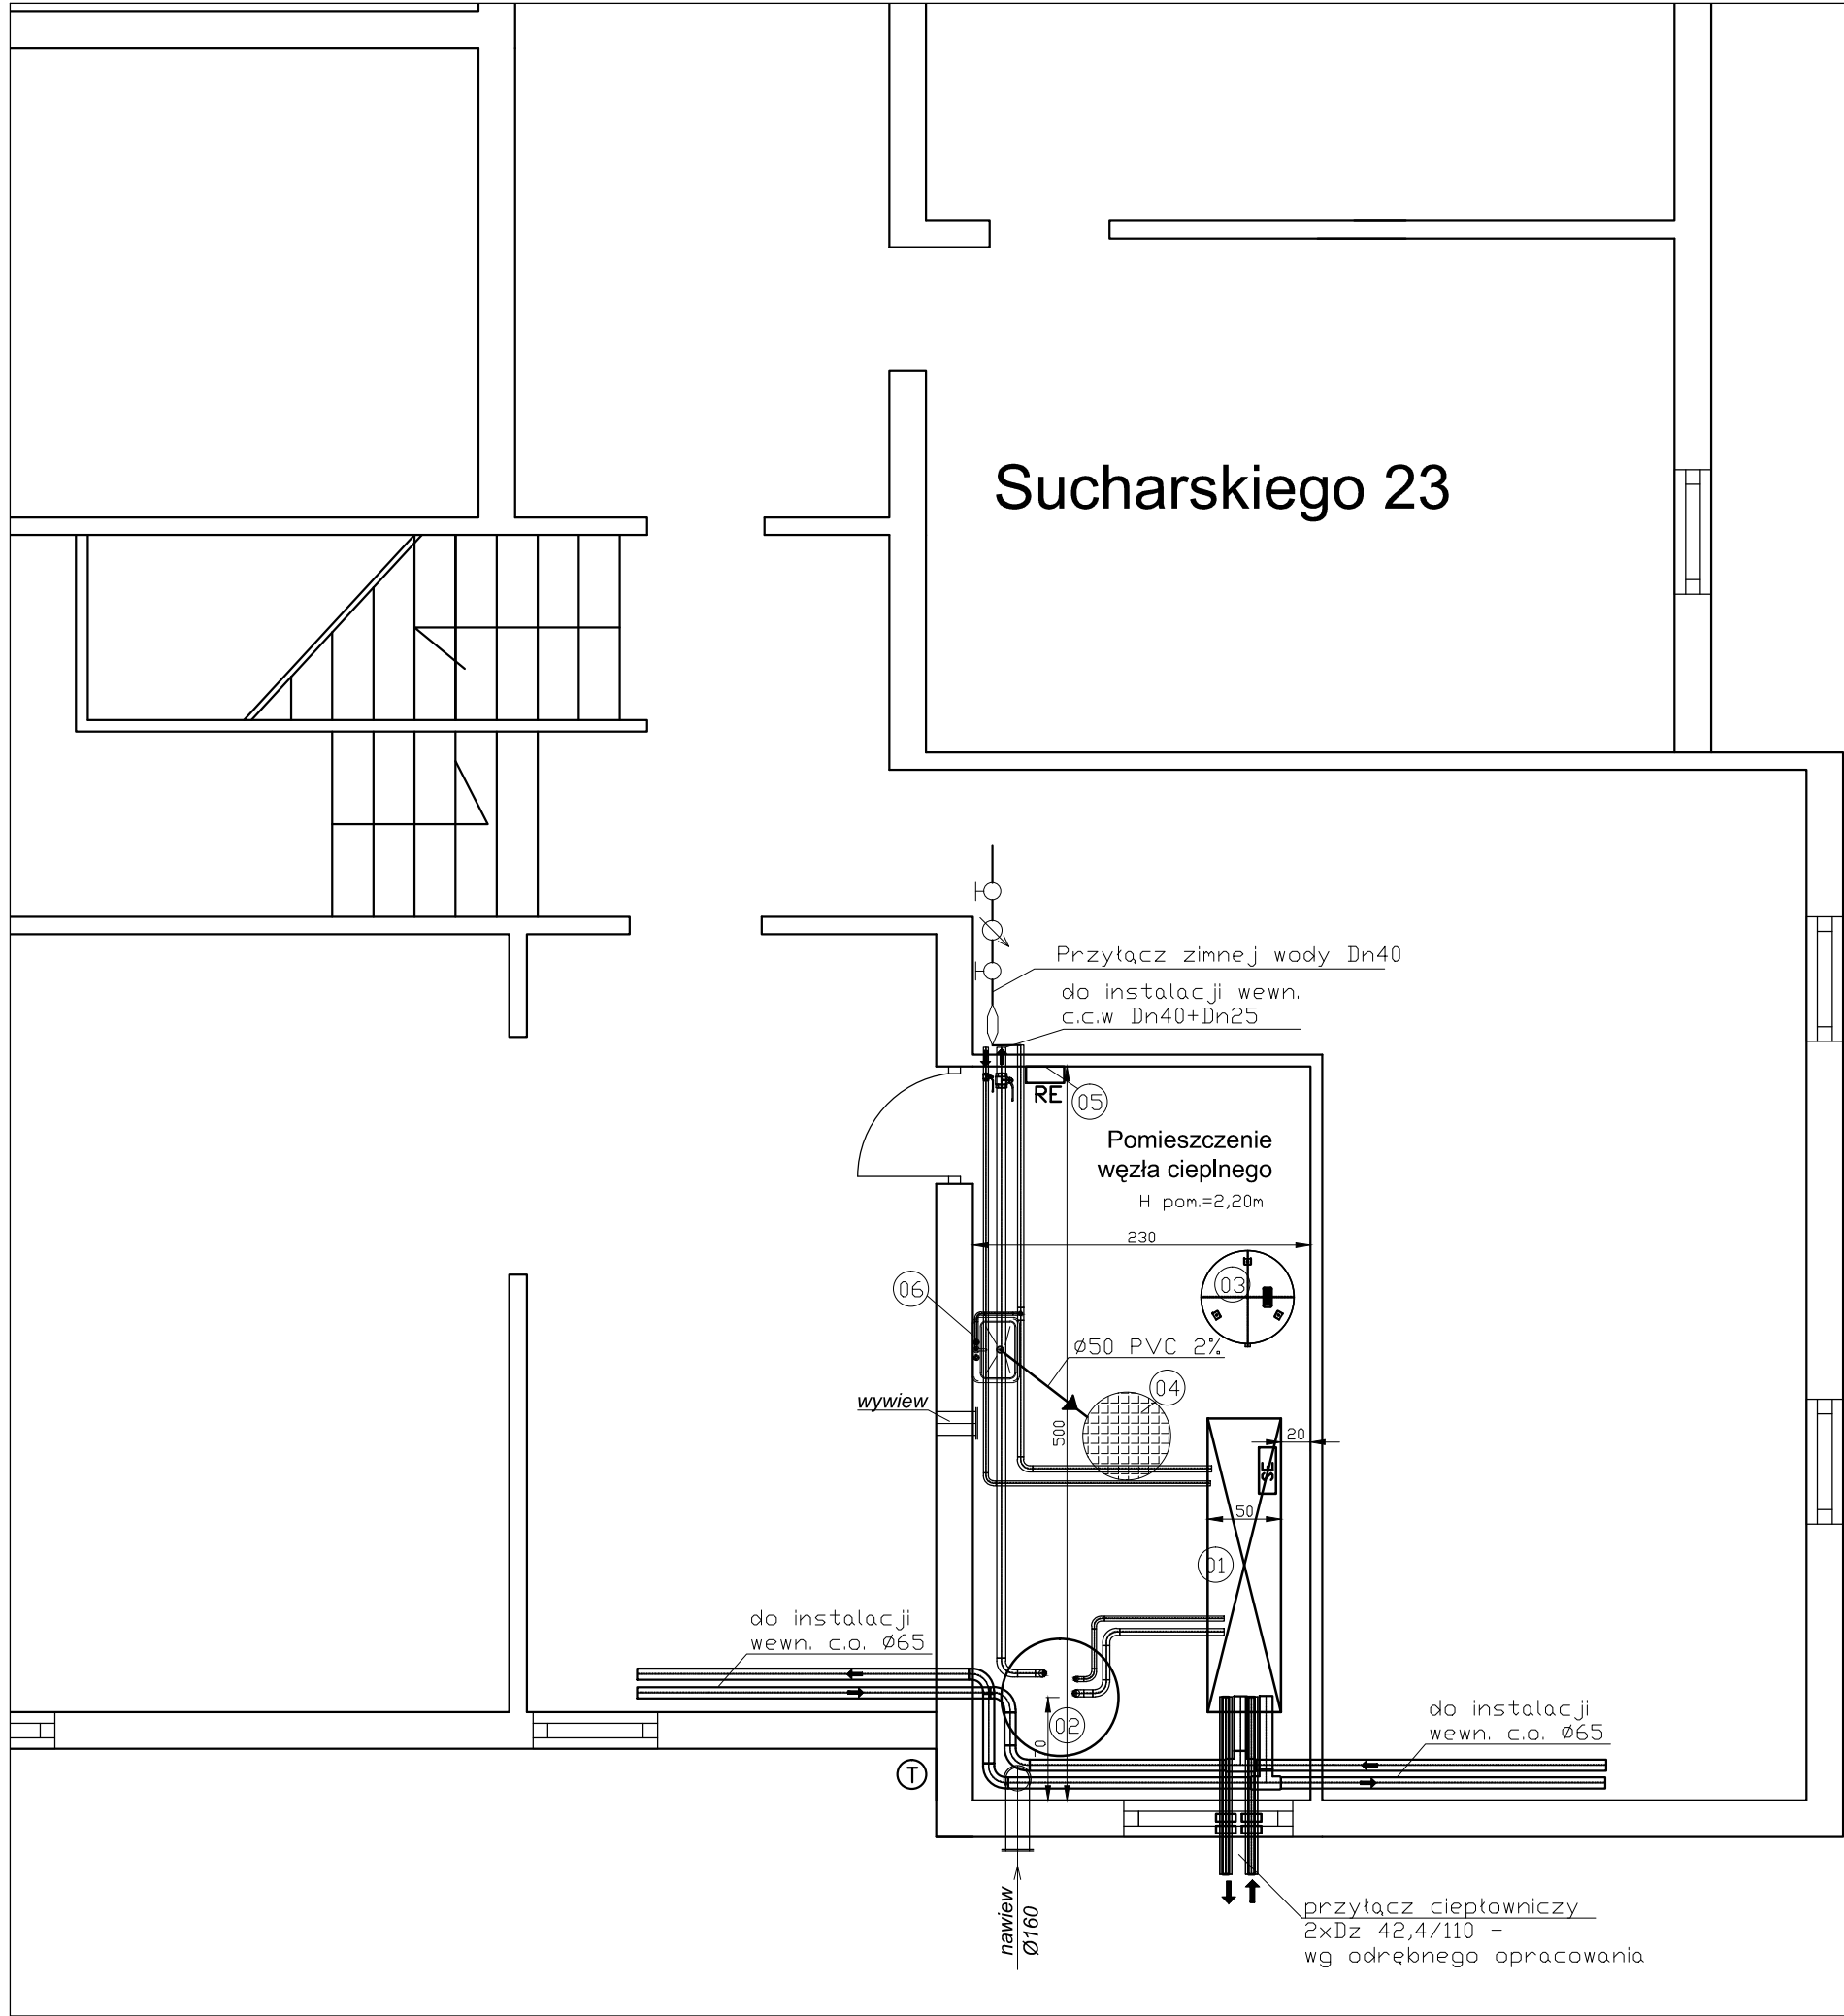 Sucharskiego 23
Przyłącz zimnej wody Dn40
do instalacji wewn.
c.c.w Dn40+Dn25
RE
05
Pomieszczenie
węzła cieplnego
H pom.=2,20m
230
06
03
Ø50 PVC 2%
04
wywiew
500
20
SE
50
01
do instalacji
wewn. c.o. Ø65
02
do instalacji
wewn. c.o. Ø65
T
nawiew
Ø160
przyłącz ciepłowniczy
2xDz 42,4/110 -
wg odrębnego opracowania